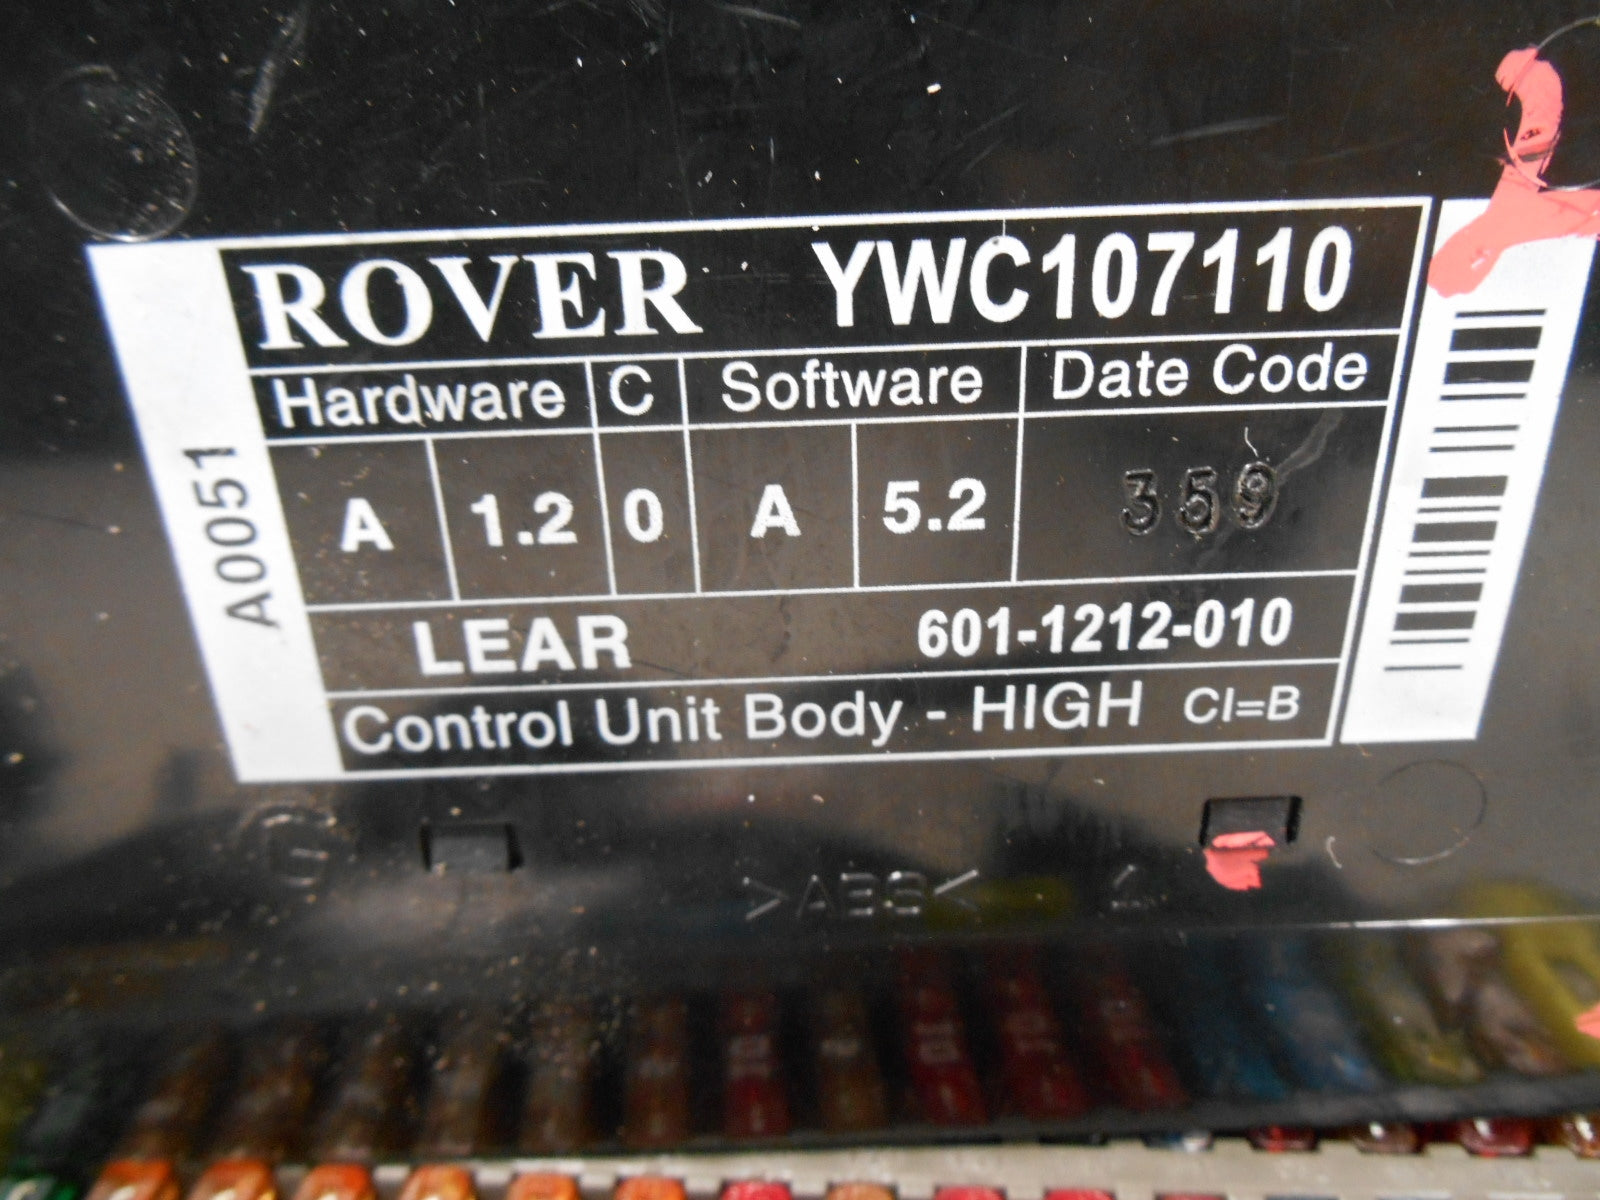 ROVER YWC107110
Hardware C Software Date Code
A 1.2 0 A 5.2 359
LEAR 601-1212-010
Control Unit Body - HIGH CI=B
A0051
>ABS<